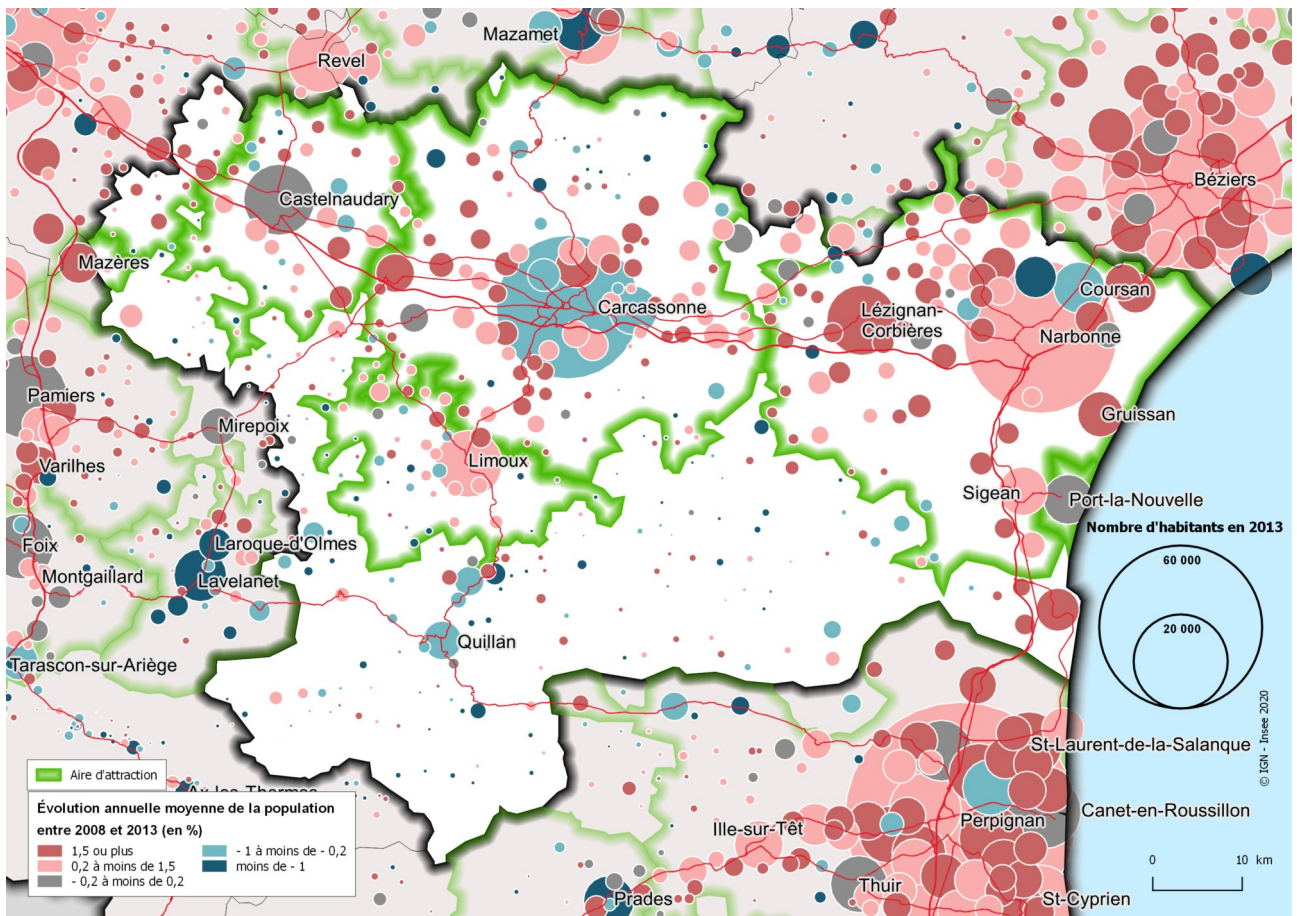 Mazamet
Revel
Castelnaudary
Béziers
Mazères
Carcassonne
Lézignan-
Corbières
Coursan
Narbonne
Pamiers
Mirepoix
Gruissan
Varilhes
Limoux
Sigean
Port-la-Nouvelle
Foix
Laroque-d'Olmes
Montgaillard
Lavelanet
Quillan
Tarascon-sur-Ariège
Nombre d'habitants en 2013
60 000
20 000
© IGN - Insee 2020
St-Laurent-de-la-Salanque
Ax-les-Thermes
Canet-en-Roussillon
Perpignan
Ille-sur-Têt
Thuir
Prades
St-Cyprien
Aire d'attraction
Évolution annuelle moyenne de la population
entre 2008 et 2013 (en %)
1,5 ou plus
0,2 à moins de 1,5
- 0,2 à moins de 0,2
- 1 à moins de - 0,2
moins de - 1
0 10 km